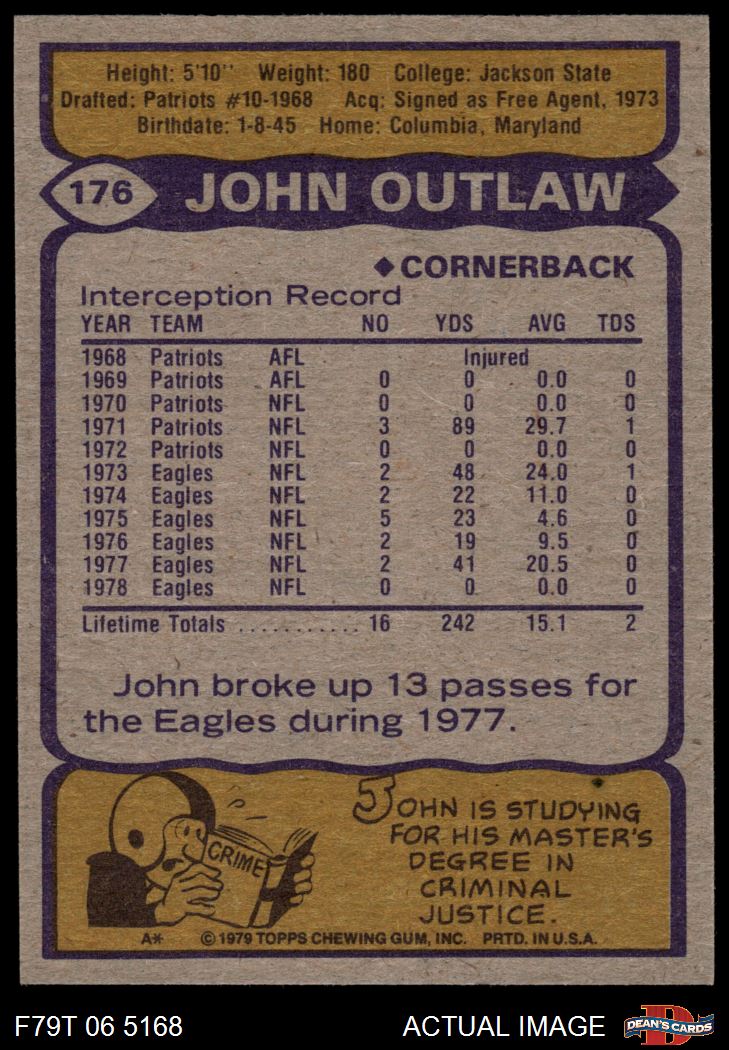 Height: 5'10" Weight: 180 College: Jackson State
Drafted: Patriots #10-1968 Acq: Signed as Free Agent, 1973
Birthdate: 1-8-45 Home: Columbia, Maryland
176 JOHN OUTLAW
◆CORNERBACK
Interception Record
YEAR TEAM NO YDS AVG TDS
1968 Patriots AFL Injured
1969 Patriots AFL 0 0 0.0 0
1970 Patriots NFL 0 0 0.0 0
1971 Patriots NFL 3 89 29.7 1
1972 Patriots NFL 0 0 0.0 0
1973 Eagles NFL 2 48 24.0 1
1974 Eagles NFL 2 22 11.0 0
1975 Eagles NFL 5 23 4.6 0
1976 Eagles NFL 2 19 9.5 0
1977 Eagles NFL 2 41 20.5 0
1978 Eagles NFL 0 0 0.0 0
Lifetime Totals ........... 16 242 15.1 2
John broke up 13 passes for
the Eagles during 1977.
CRIME
JOHN IS STUDYING
FOR HIS MASTER'S
DEGREE IN
CRIMINAL
JUSTICE.
A* © 1979 TOPPS CHEWING GUM, INC. PRTD. IN U.S.A.
F79T 06 5168 ACTUAL IMAGE D DEAN'S CARDS